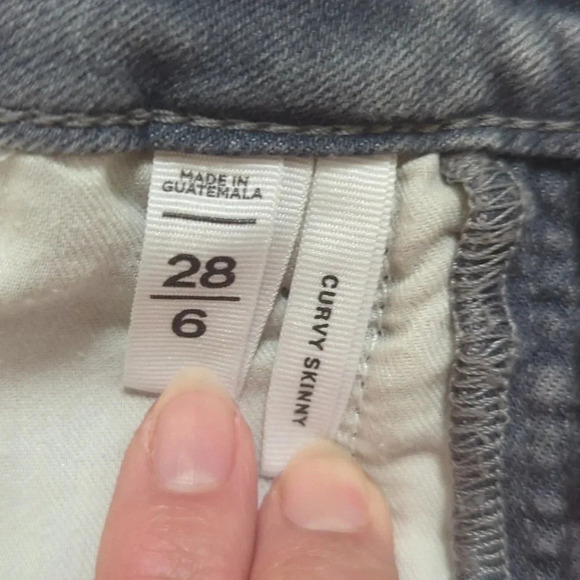 MADE IN
GUATEMALA
28
6
CURVY SKINNY